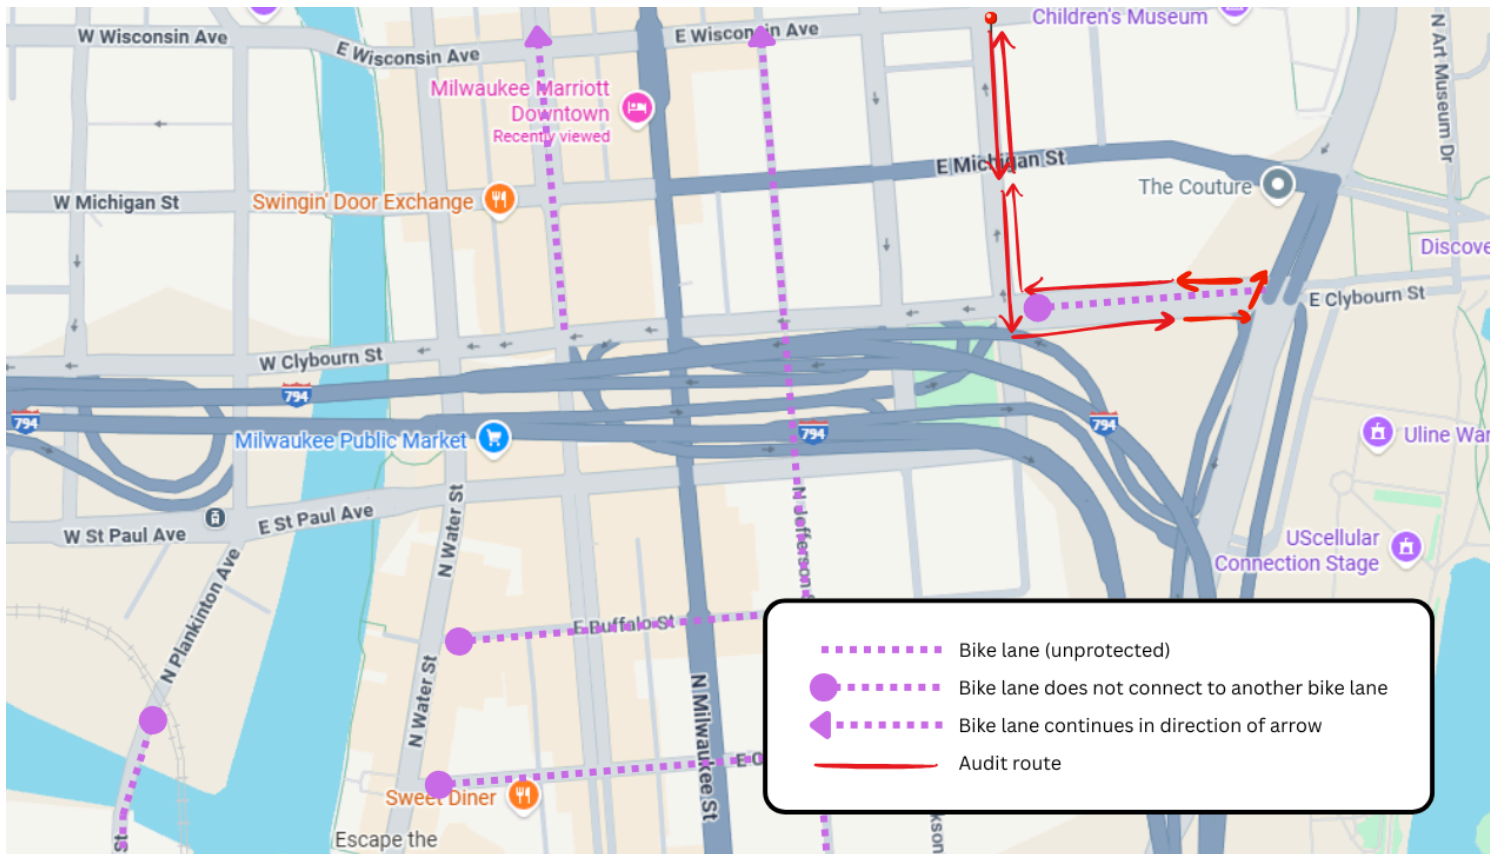 W Wisconsin Ave
E Wisconsin Ave
E Wisconsin Ave
Children's Museum
N Art Museum Dr
Milwaukee Marriott
Downtown
Recently viewed
E Michigan St
The Couture
W Michigan St
Swingin' Door Exchange
Discove
E Clybourn St
W Clybourn St
794
794
794
794
Milwaukee Public Market
Uline War
N Jefferson S
E St Paul Ave
W St Paul Ave
N Water St
UScellular
Connection Stage
N Plankinton Ave
E Buffalo St
N Water St
N Milwaukee St
E C
Sweet Diner
Escape the
St
kson
Bike lane (unprotected)
Bike lane does not connect to another bike lane
Bike lane continues in direction of arrow
Audit route